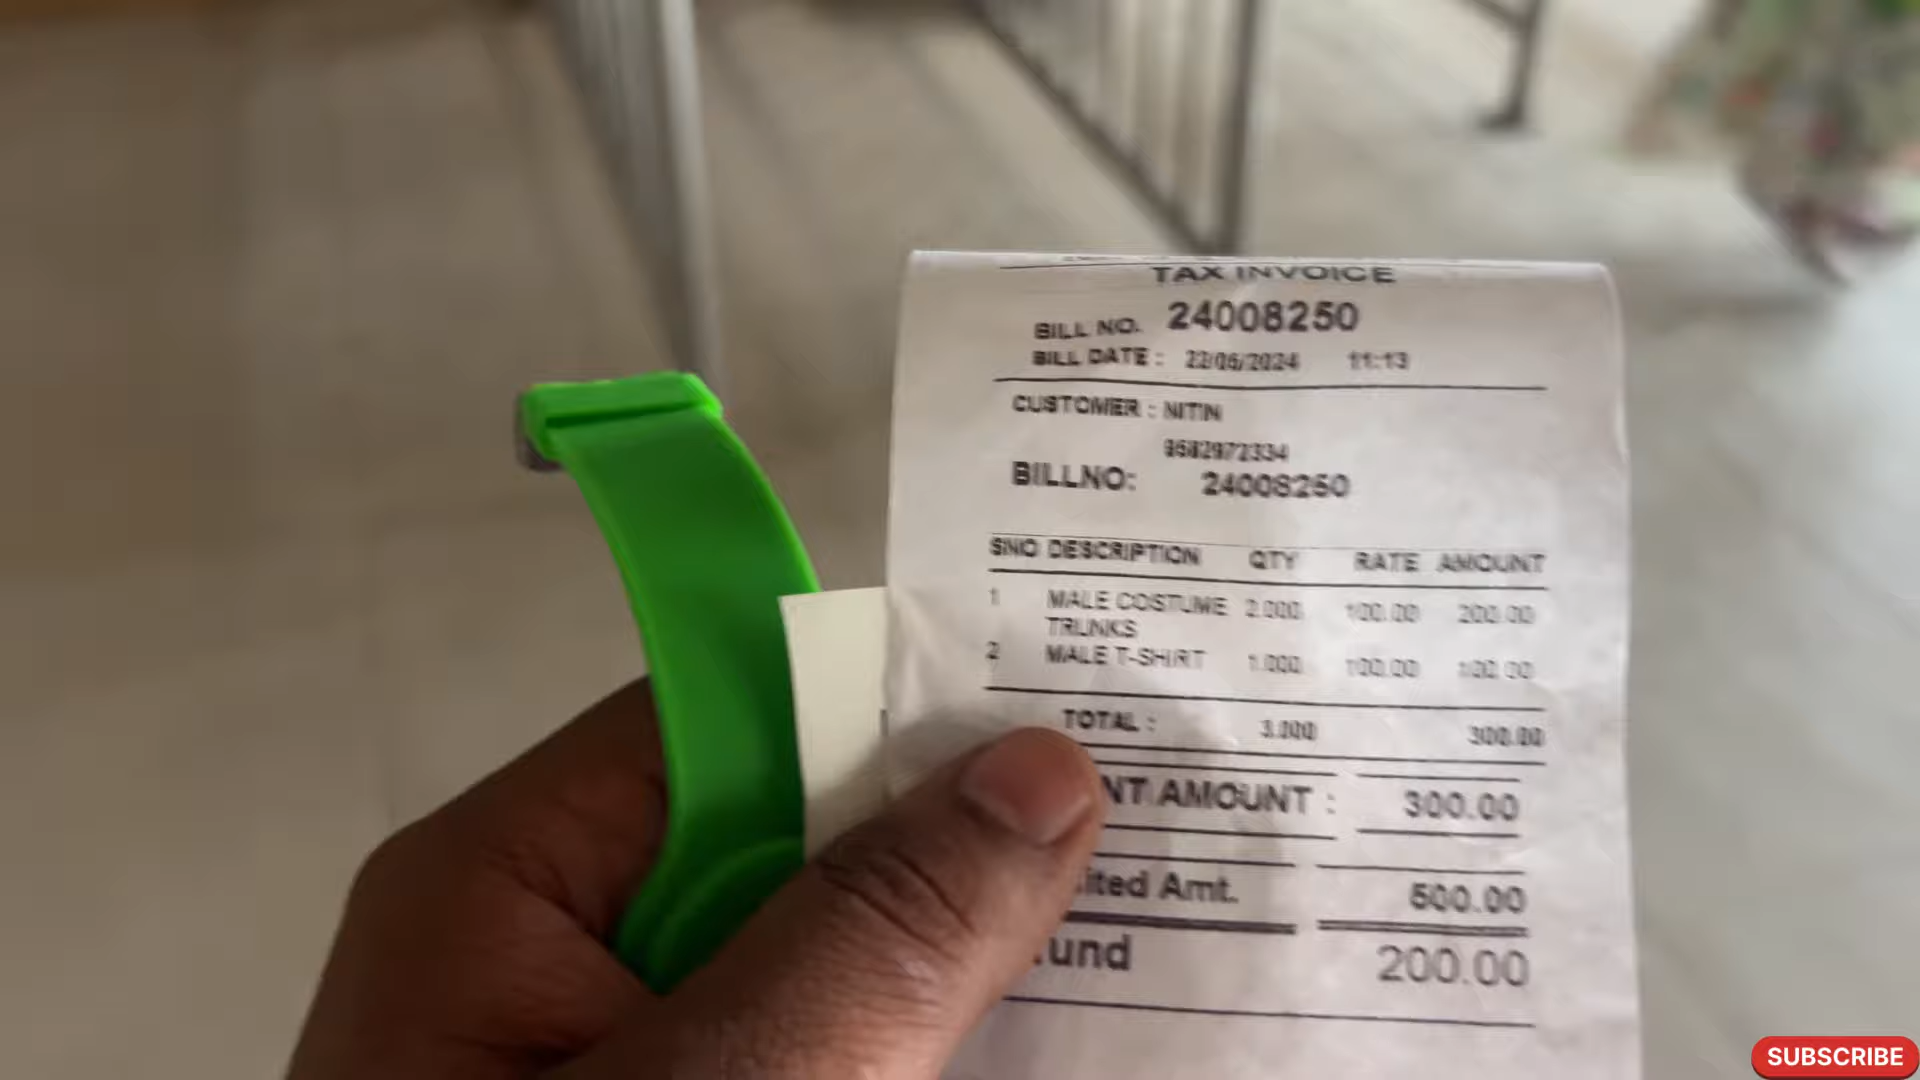 TAX INVOICE
BILL NO. 24008250
BILL DATE : 22/06/2024 11:13
CUSTOMER : NITIN
9682972334
BILLNO: 24008250
SNO DESCRIPTION QTY RATE AMOUNT
1 MALE COSTUME 2.000 100.00 200.00
TRUNKS
2 MALE T-SHIRT 1.000 100.00 100.00
TOTAL : 3.000 300.00
NT AMOUNT : 300.00
ited Amt. 500.00
und 200.00
SUBSCRIBE